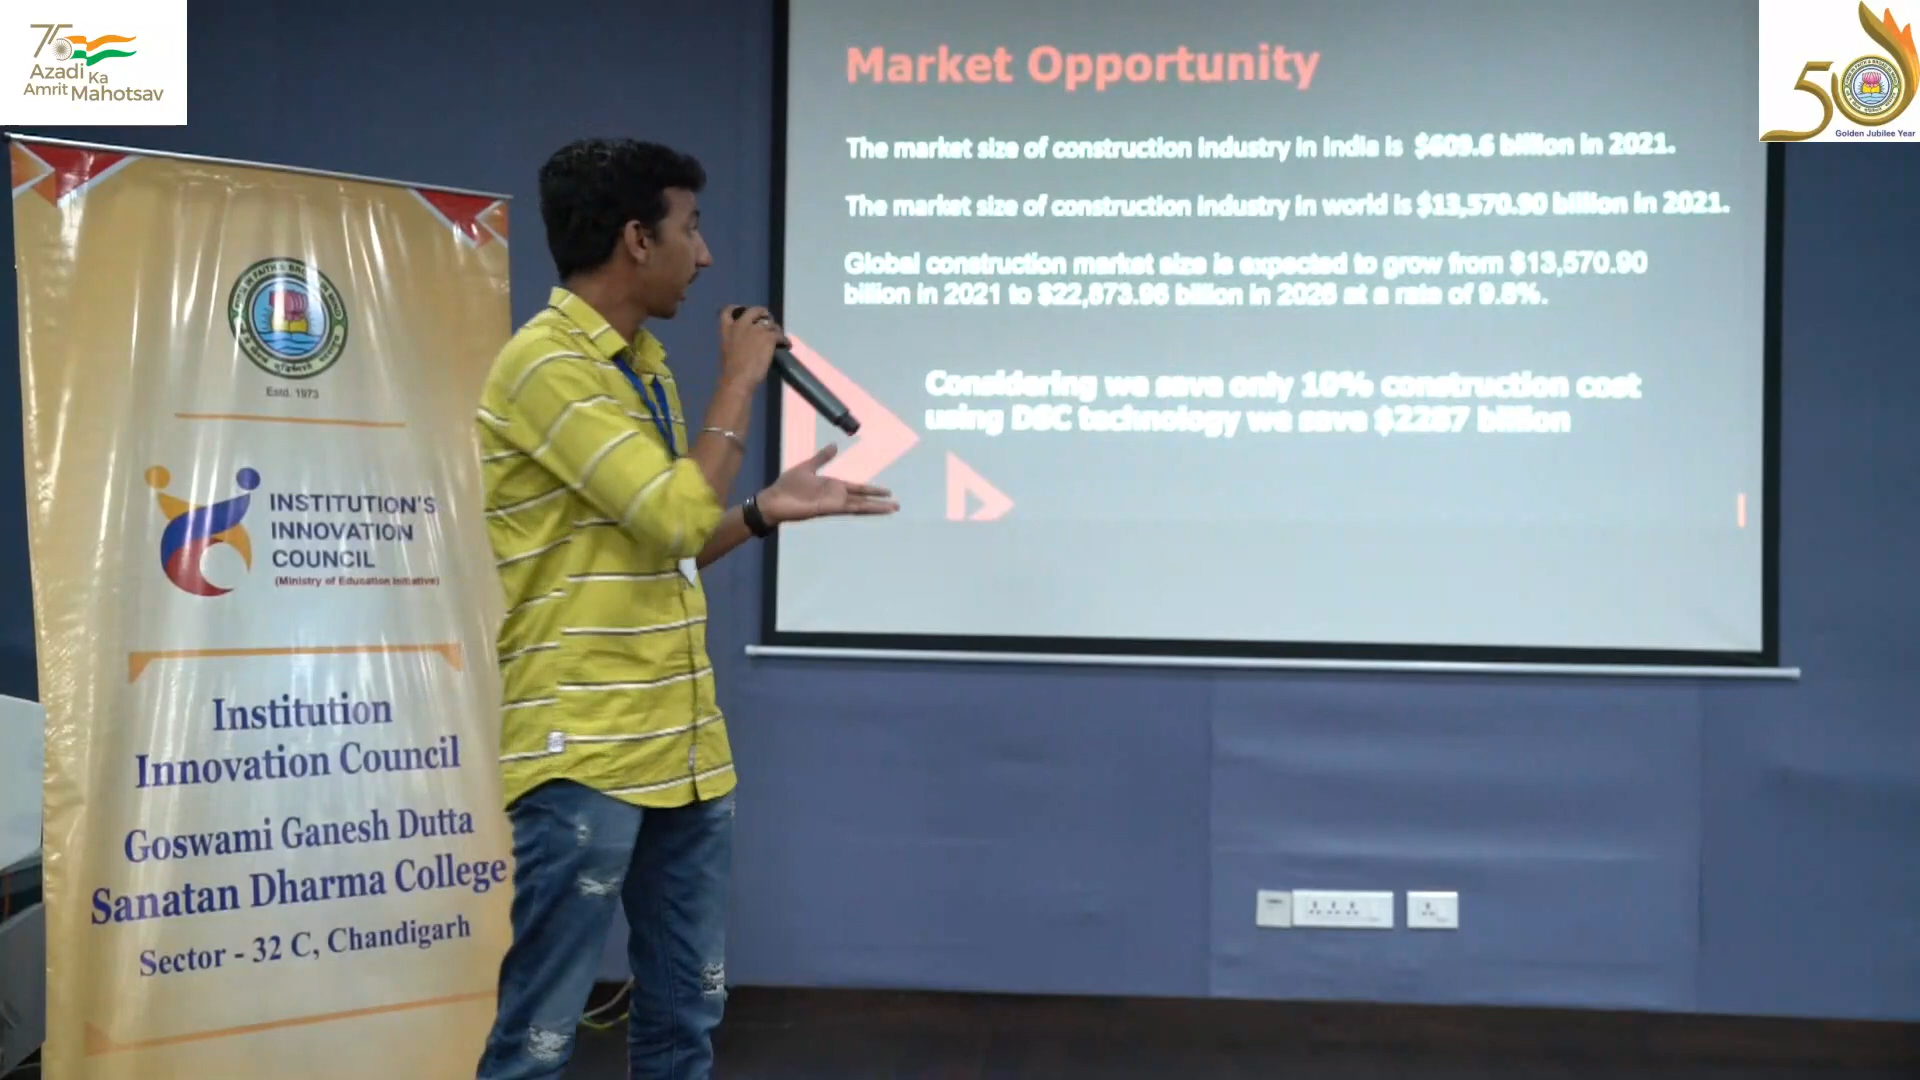 75
Azadi Ka
Amrit Mahotsav
50
Golden Jubilee Year
Market Opportunity
The market size of construction industry in India is $609.6 billion in 2021.
The market size of construction industry in world is $13,570.90 billion in 2021.
Global construction market size is expected to grow from $13,570.90
billion in 2021 to $22,873.96 billion in 2026 at a rate of 9.8%.
Considering we save only 10% construction cost
using DSC technology we save $2287 billion
Estd. 1973
INSTITUTION'S
INNOVATION
COUNCIL
(Ministry of Education Initiative)
Institution
Innovation Council
Goswami Ganesh Dutta
Sanatan Dharma College
Sector - 32 C, Chandigarh